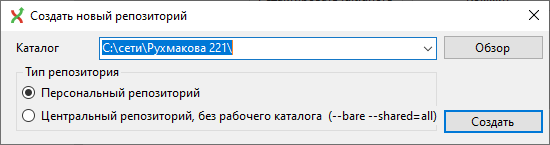 Создать новый репозиторий
Каталог C:\сети\Рухмакова 221\ Обзор
Тип репозитория
Персональный репозиторий
Центральный репозиторий, без рабочего каталога (--bare --shared=all)
Создать